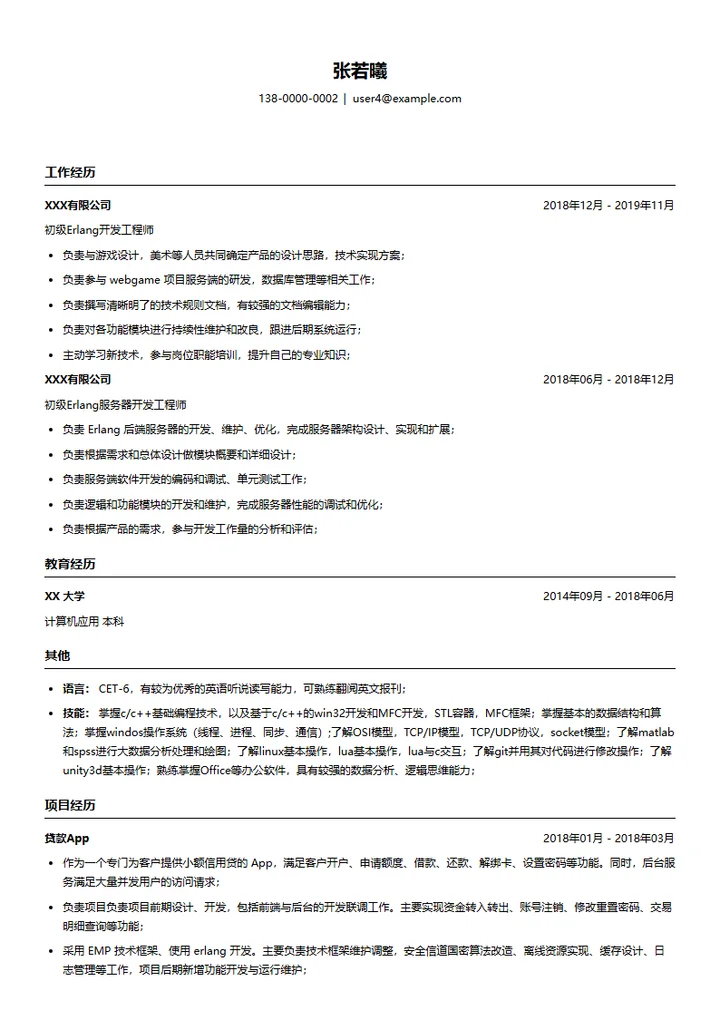 张若曦
138-0000-0002 | user4@example.com
工作经历
XXX有限公司 2018年12月 - 2019年11月
初级Erlang开发工程师
• 负责与游戏设计，美术等人员共同确定产品的设计思路，技术实现方案；
• 负责参与 webgame 项目服务端的研发，数据库管理等相关工作；
• 负责撰写清晰明了的技术规则文档，有较强的文档编辑能力；
• 负责对各功能模块进行持续性维护和改良，跟进后期系统运行；
• 主动学习新技术，参与岗位职能培训，提升自己的专业知识；
XXX有限公司 2018年06月 - 2018年12月
初级Erlang服务器开发工程师
• 负责 Erlang 后端服务器的开发、维护、优化，完成服务器架构设计、实现和扩展；
• 负责根据需求和总体设计做模块概要和详细设计；
• 负责服务端软件开发的编码和调试、单元测试工作；
• 负责逻辑和功能模块的开发和维护，完成服务器性能的调试和优化；
• 负责根据产品的需求，参与开发工作量的分析和评估；
教育经历
XX 大学 2014年09月 - 2018年06月
计算机应用 本科
其他
• 语言： CET-6，有较为优秀的英语听说读写能力，可熟练翻阅英文报刊；
• 技能： 掌握c/c++基础编程技术，以及基于c/c++的win32开发和MFC开发，STL容器，MFC框架；掌握基本的数据结构和算
法；掌握windos操作系统（线程、进程、同步、通信）;了解OSI模型，TCP/IP模型，TCP/UDP协议，socket模型；了解matlab
和spss进行大数据分析处理和绘图；了解linux基本操作，lua基本操作，lua与c交互；了解git并用其对代码进行修改操作；了解
unity3d基本操作；熟练掌握Office等办公软件，具有较强的数据分析、逻辑思维能力；
项目经历
贷款App 2018年01月 - 2018年03月
• 作为一个专门为客户提供小额信用贷的 App，满足客户开户、申请额度、借款、还款、解绑卡、设置密码等功能。同时，后台服
务满足大量并发用户的访问请求；
• 负责项目负责项目前期设计、开发，包括前端与后台的开发联调工作。主要实现资金转入转出、账号注销、修改重置密码、交易
明细查询等功能；
• 采用 EMP 技术框架、使用 erlang 开发。主要负责技术框架维护调整，安全信道国密算法改造、离线资源实现、缓存设计、日
志管理等工作，项目后期新增功能开发与运行维护；